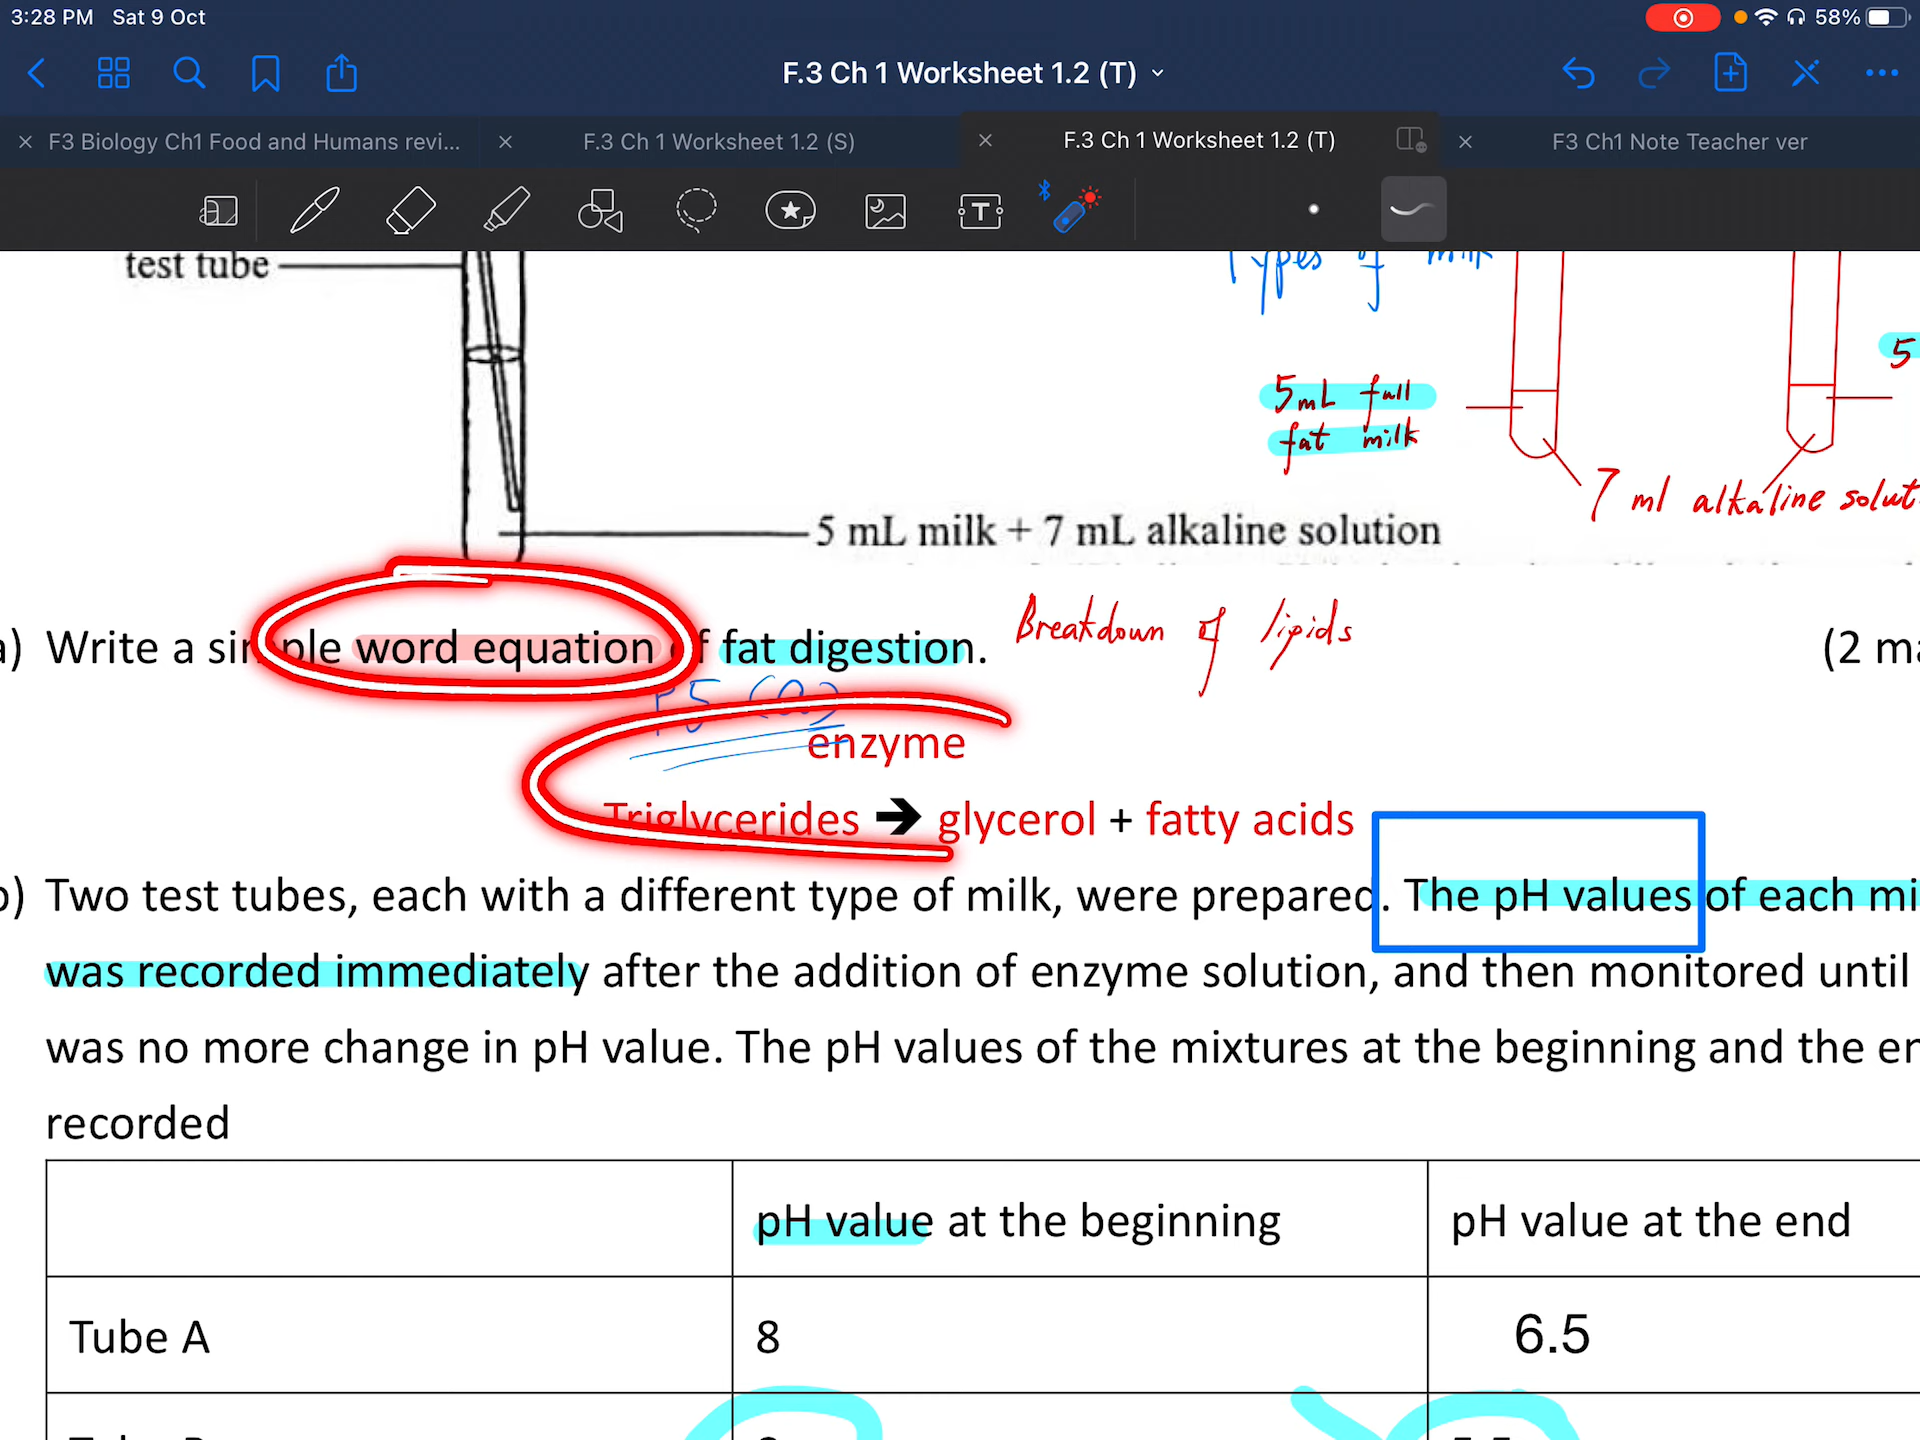 3:28 PM Sat 9 Oct
58%
F.3 Ch 1 Worksheet 1.2 (T)
F3 Biology Ch1 Food and Humans revi...
F.3 Ch 1 Worksheet 1.2 (S)
F.3 Ch 1 Worksheet 1.2 (T)
F3 Ch1 Note Teacher ver
test tube
Types of milk
5mL full
fat milk
5
7 ml alkaline solut
5 mL milk + 7 mL alkaline solution
a) Write a simple word equation of fat digestion.
Breakdown of lipids
(2 ma
enzyme
Triglycerides ➔ glycerol + fatty acids
b) Two test tubes, each with a different type of milk, were prepared. The pH values of each mi
was recorded immediately after the addition of enzyme solution, and then monitored until
was no more change in pH value. The pH values of the mixtures at the beginning and the en
recorded
pH value at the beginning
pH value at the end
Tube A
8
6.5